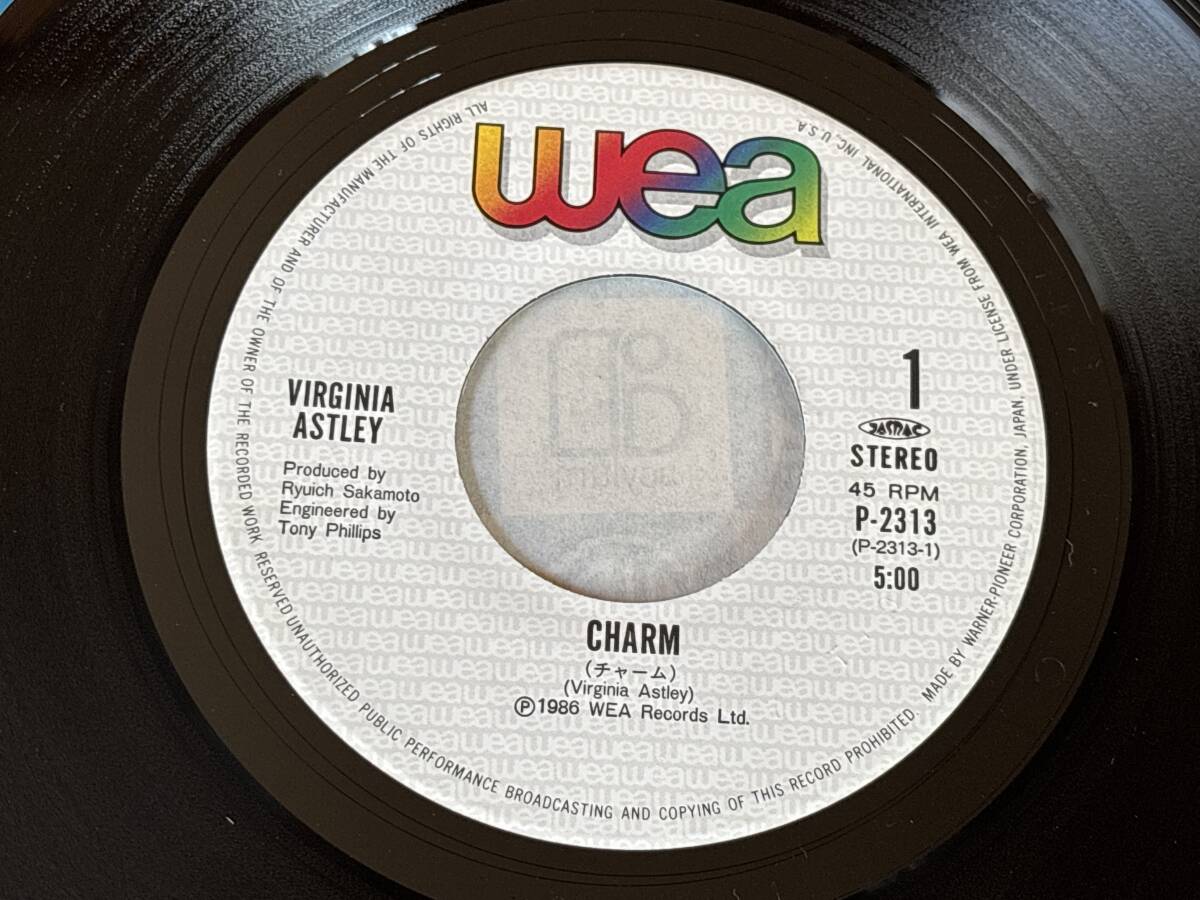 wea
VIRGINIA
ASTLEY
Produced by
Ryuich Sakamoto
Engineered by
Tony Phillips
1
JASRAC
STEREO
45 RPM
P-2313
(P-2313-1)
5:00
CHARM
(チャーム)
(Virginia Astley)
Ⓟ1986 WEA Records Ltd.
ALL RIGHTS OF THE MANUFACTURER AND OF THE OWNER OF THE RECORDED WORK RESERVED UNAUTHORIZED PUBLIC PERFORMANCE BROADCASTING AND COPYING OF THIS RECORD PROHIBITED. MADE BY WARNER-PIONEER CORPORATION, JAPAN. UNDER LICENSE FROM WEA INTERNATIONAL INC., U.S.A